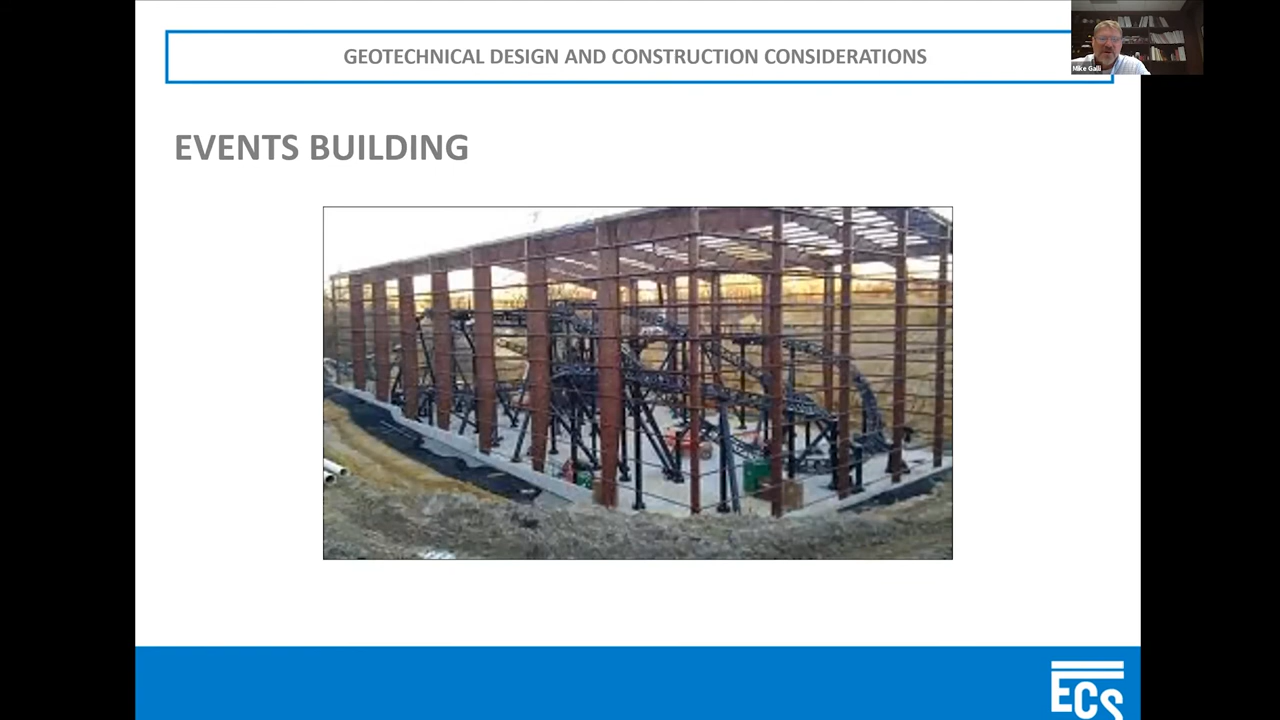 GEOTECHNICAL DESIGN AND CONSTRUCTION CONSIDERATIONS
Mike Galli
EVENTS BUILDING
ECS